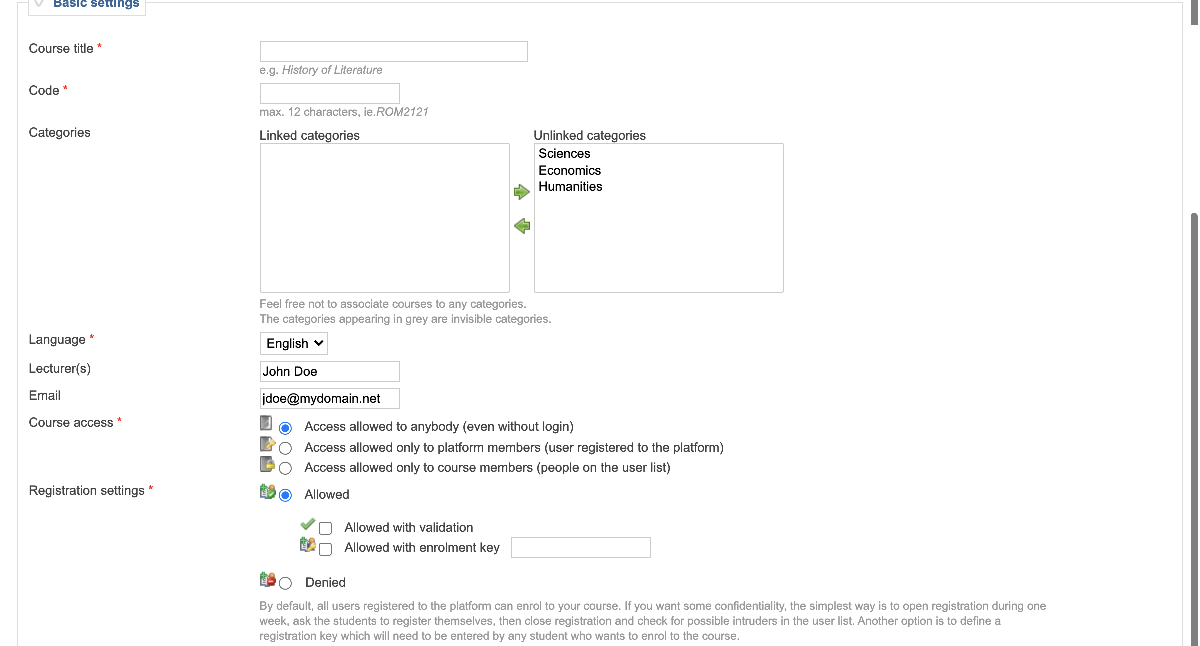 Basic settings
Course title *
e.g. History of Literature
Code *
max. 12 characters, ie.ROM2121
Categories
Linked categories
Unlinked categories
Sciences
Economics
Humanities
Feel free not to associate courses to any categories.
The categories appearing in grey are invisible categories.
Language *
English
Lecturer(s)
John Doe
Email
jdoe@mydomain.net
Course access *
Access allowed to anybody (even without login)
Access allowed only to platform members (user registered to the platform)
Access allowed only to course members (people on the user list)
Registration settings *
Allowed
Allowed with validation
Allowed with enrolment key
Denied
By default, all users registered to the platform can enrol to your course. If you want some confidentiality, the simplest way is to open registration during one
week, ask the students to register themselves, then close registration and check for possible intruders in the user list. Another option is to define a
registration key which will need to be entered by any student who wants to enrol to the course.